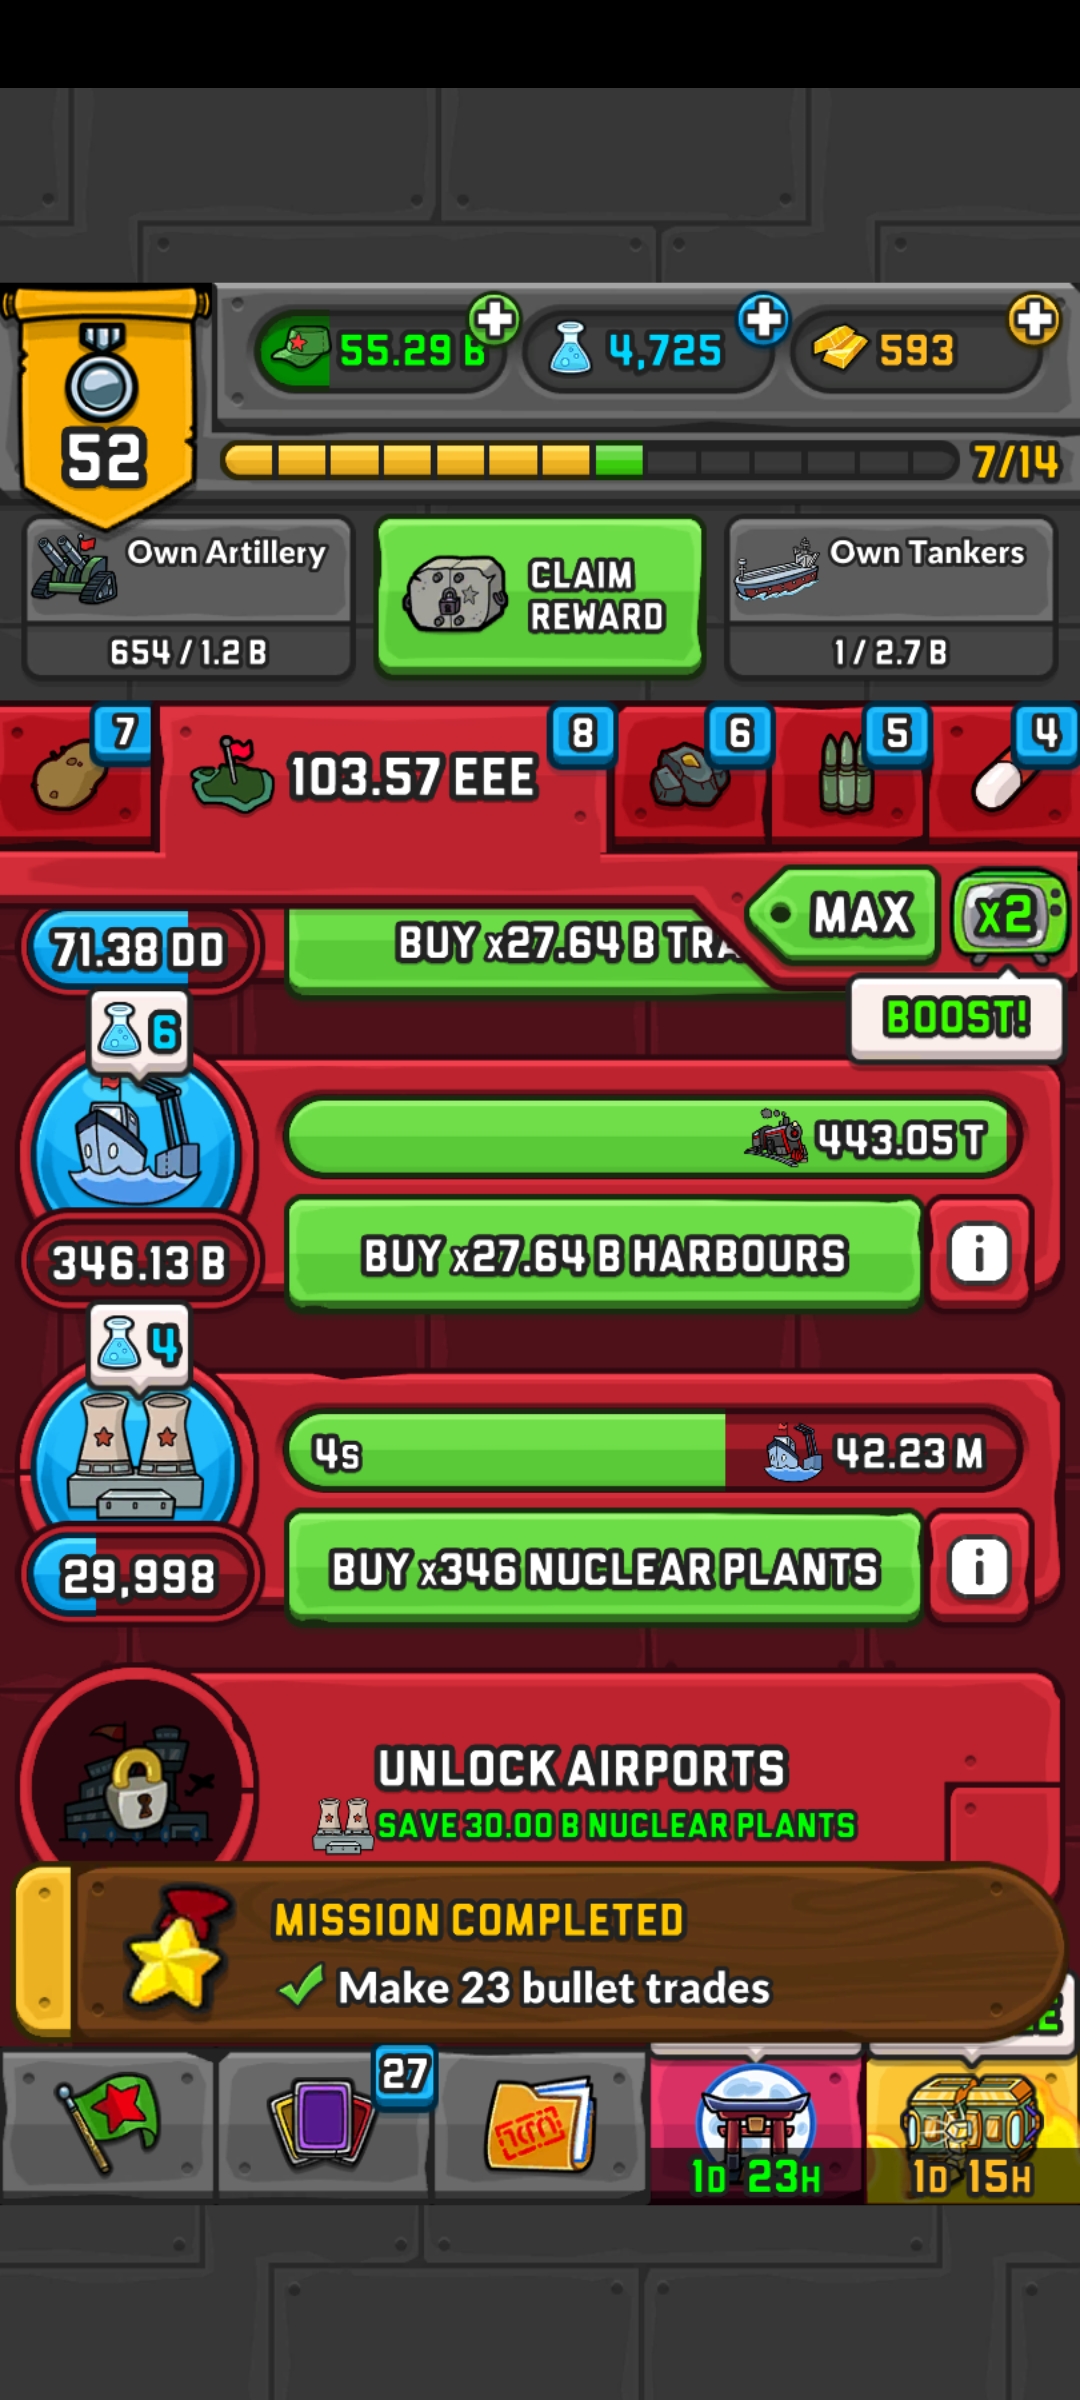 55.29 B
4,725
593
52
7/14
Own Artillery
654 / 1.2 B
CLAIM
REWARD
Own Tankers
1 / 2.7 B
7
103.57 EEE
8
6
5
4
MAX
x2
BOOST!
71.38 DD
BUY x27.64 B
6
443.05 T
346.13 B
BUY x27.64 B HARBOURS
i
4
4s
42.23 M
29,998
BUY x346 NUCLEAR PLANTS
i
UNLOCK AIRPORTS
SAVE 30.00 B NUCLEAR PLANTS
MISSION COMPLETED
Make 23 bullet trades
27
1D 23H
1D 15H